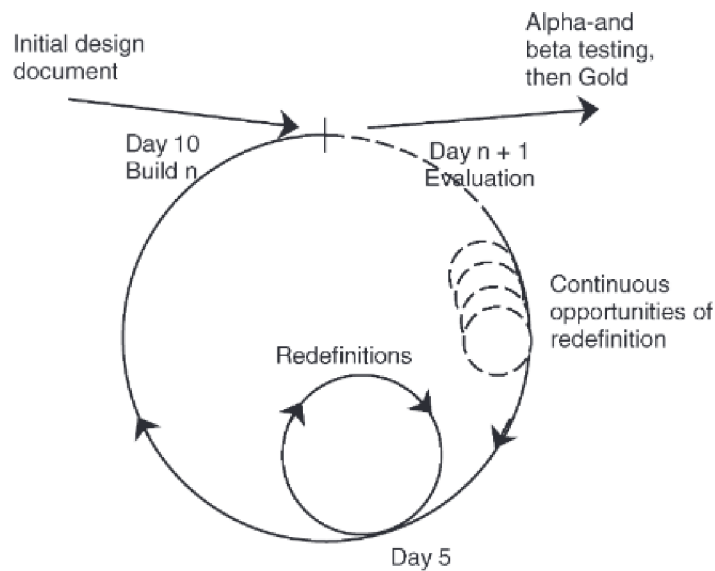 Initial design
document
Alpha-and
beta testing,
then Gold
Day 10
Build n
Day n + 1
Evaluation
Continuous
opportunities of
redefinition
Redefinitions
Day 5